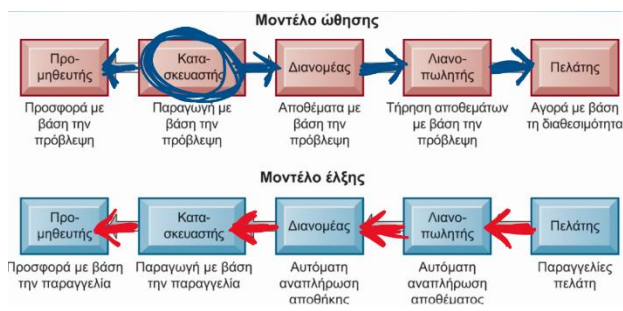 Μοντέλο ώθησης
Προ-
μηθευτής
Κατα-
σκευαστής
Διανομέας
Λιανο-
πωλητής
Πελάτης
Προσφορά με
βάση την
πρόβλεψη
Παραγωγή με
βάση την
πρόβλεψη
Αποθέματα με
βάση την
πρόβλεψη
Τήρηση αποθεμάτων
με βάση την
πρόβλεψη
Αγορά με βάση
τη διαθεσιμότητα
Μοντέλο έλξης
Προ-
μηθευτής
Κατα-
σκευαστής
Διανομέας
Λιανο-
πωλητής
Πελάτης
Προσφορά με βάση
την παραγγελία
Παραγωγή με βάση
την παραγγελία
Αυτόματη
αναπλήρωση
αποθήκης
Αυτόματη
αναπλήρωση
αποθέματος
Παραγγελίες
πελάτη